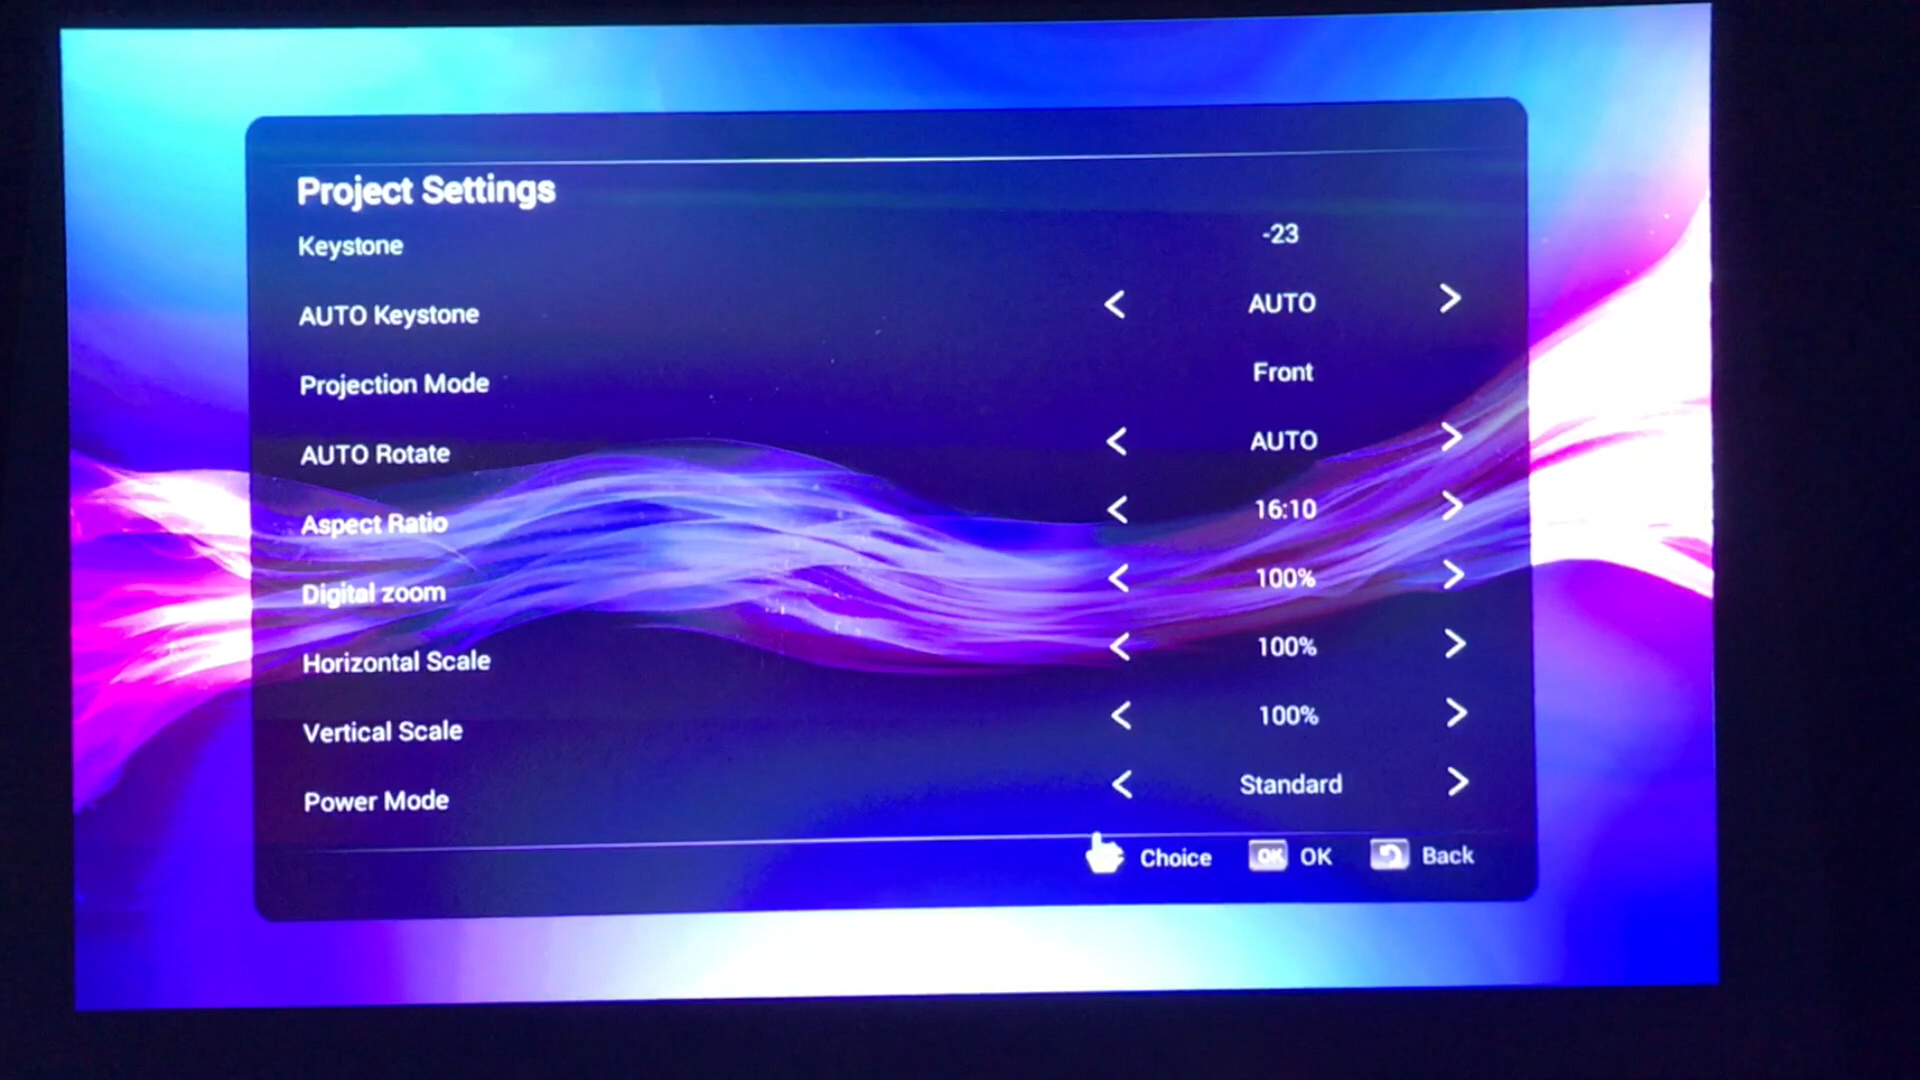 Project Settings
Keystone -23
AUTO Keystone < AUTO >
Projection Mode Front
AUTO Rotate < AUTO >
Aspect Ratio < 16:10 >
Digital zoom < 100% >
Horizontal Scale < 100% >
Vertical Scale < 100% >
Power Mode < Standard >
Choice OK OK Back